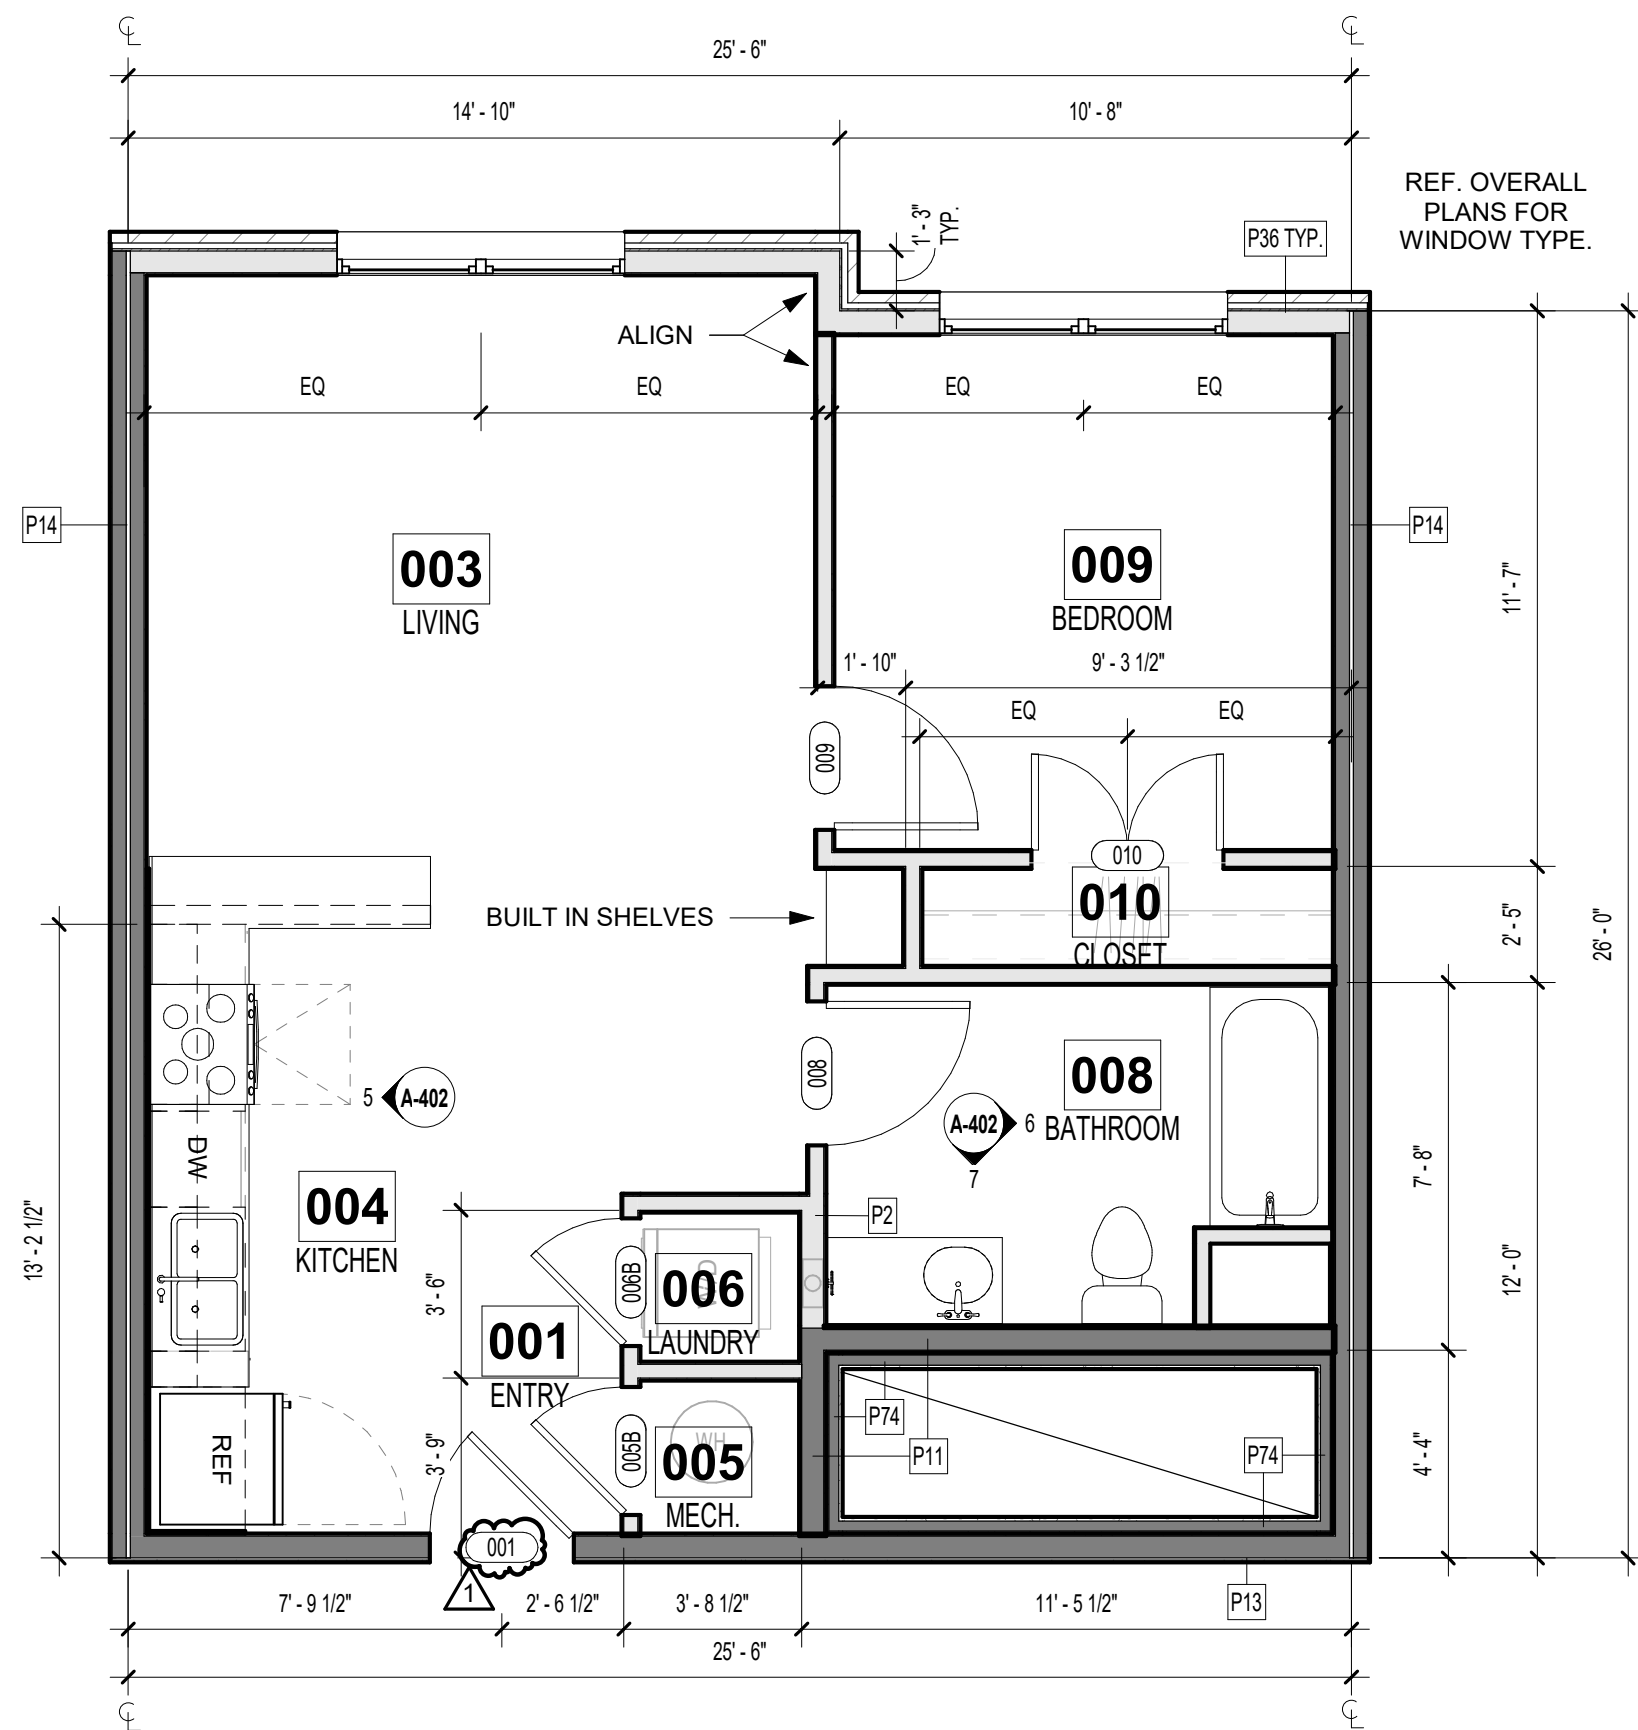 25' - 6"
14' - 10"
10' - 8"
REF. OVERALL
PLANS FOR
WINDOW TYPE.
1' - 3"
TYP.
P36 TYP.
ALIGN
EQ
EQ
EQ
EQ
P14
P14
003
LIVING
009
BEDROOM
11' - 7"
1' - 10"
9' - 3 1/2"
EQ
EQ
009
010
010
CLOSET
BUILT IN SHELVES
2' - 5"
26' - 0"
008
008
BATHROOM
5
A-402
A-402
6
7
DW
004
KITCHEN
13' - 2 1/2"
7' - 8"
P2
12' - 0"
3' - 6"
006B
W/D
006
LAUNDRY
001
ENTRY
REF
3' - 9"
005B
WH
005
MECH.
P74
P11
P74
4' - 4"
001
1
7' - 9 1/2"
2' - 6 1/2"
3' - 8 1/2"
11' - 5 1/2"
P13
25' - 6"